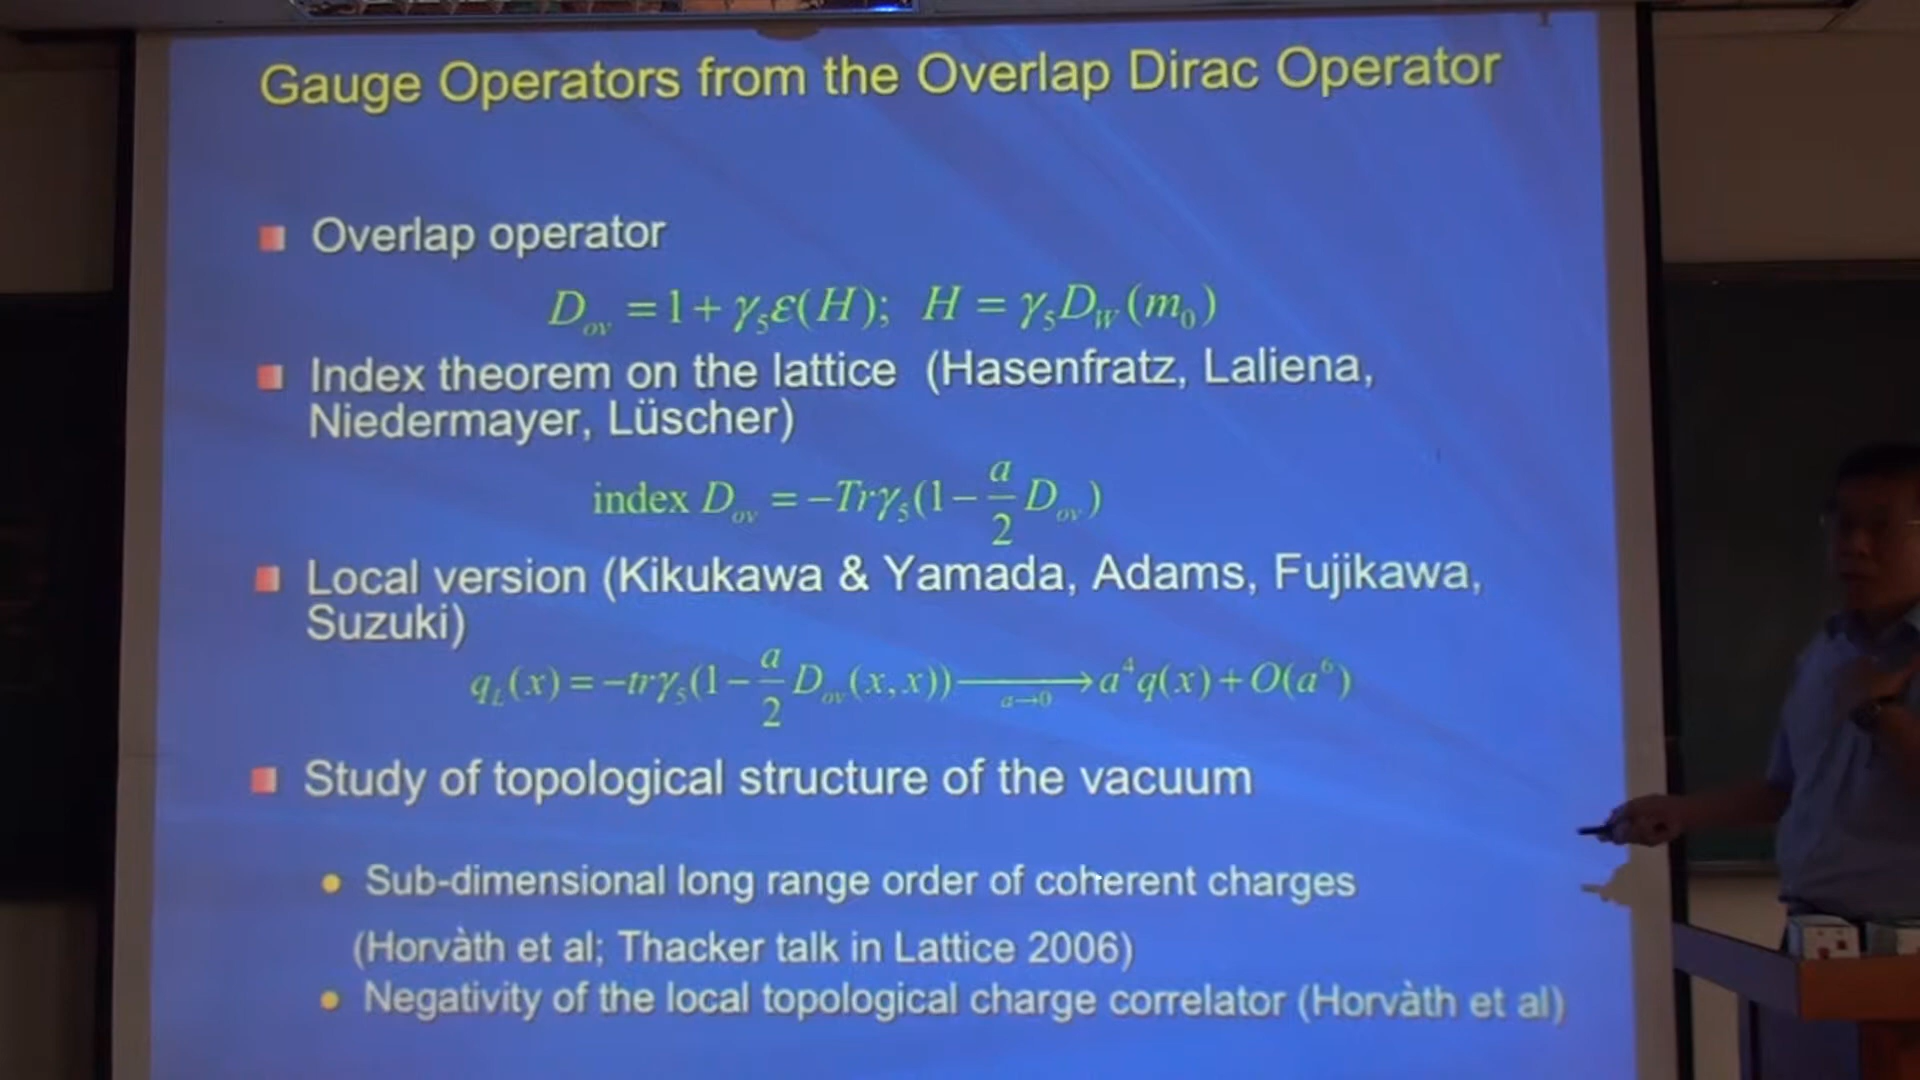 Gauge Operators from the Overlap Dirac Operator
Overlap operator
D_ov = 1 + γ₅ε(H);  H = γ₅D_W(m₀)
Index theorem on the lattice (Hasenfratz, Laliena,
Niedermayer, Lüscher)
index D_ov = −Trγ₅(1 − a/2 D_ov)
Local version (Kikukawa & Yamada, Adams, Fujikawa,
Suzuki)
q_L(x) = −trγ₅(1 − a/2 D_ov(x,x)) ⟶_{a→0} a⁴q(x) + O(a⁶)
Study of topological structure of the vacuum
Sub-dimensional long range order of coherent charges
(Horvàth et al; Thacker talk in Lattice 2006)
Negativity of the local topological charge correlator (Horvàth et al)